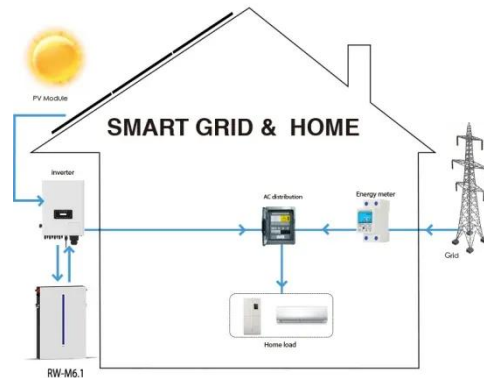 PV Module
SMART GRID & HOME
inverter
AC distribution
Energy meter
Grid
Home load
RW-M6.1